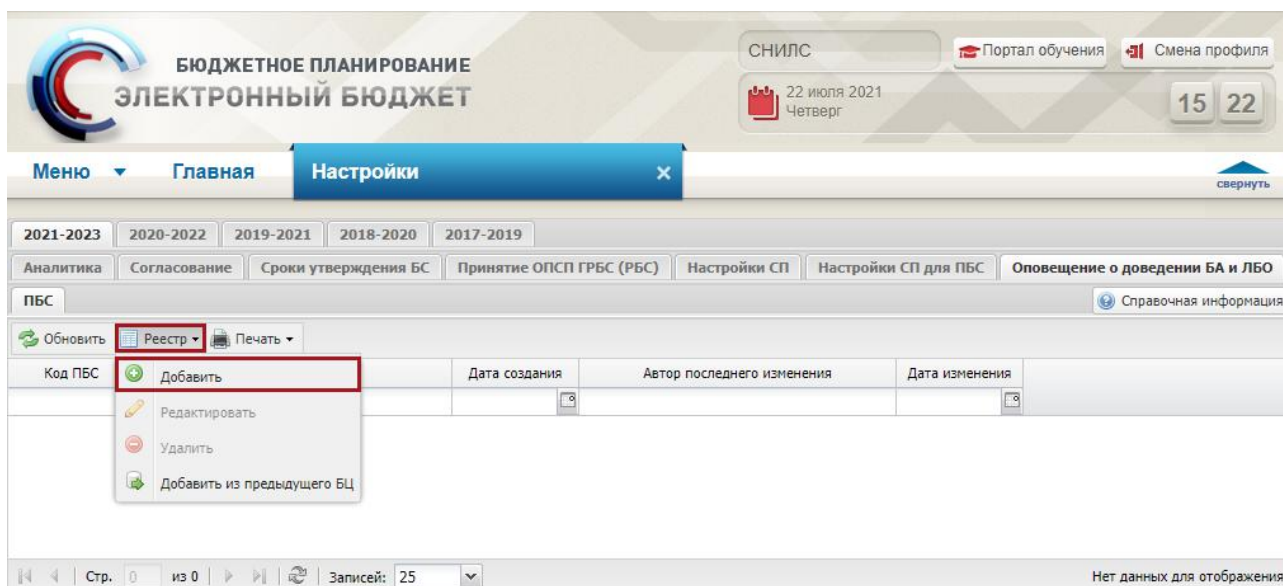 БЮДЖЕТНОЕ ПЛАНИРОВАНИЕ
ЭЛЕКТРОННЫЙ БЮДЖЕТ
СНИЛС
Портал обучения
Смена профиля
22 июля 2021
Четверг
15 22
Меню Главная Настройки
свернуть
2021-2023 2020-2022 2019-2021 2018-2020 2017-2019
Аналитика Согласование Сроки утверждения БС Принятие ОПСП ГРБС (РБС) Настройки СП Настройки СП для ПБС Оповещение о доведении БА и ЛБО
ПБС Справочная информация
Обновить Реестр Печать
Код ПБС Дата создания Автор последнего изменения Дата изменения
Добавить
Редактировать
Удалить
Добавить из предыдущего БЦ
Стр. 0 из 0 Записей: 25 Нет данных для отображения